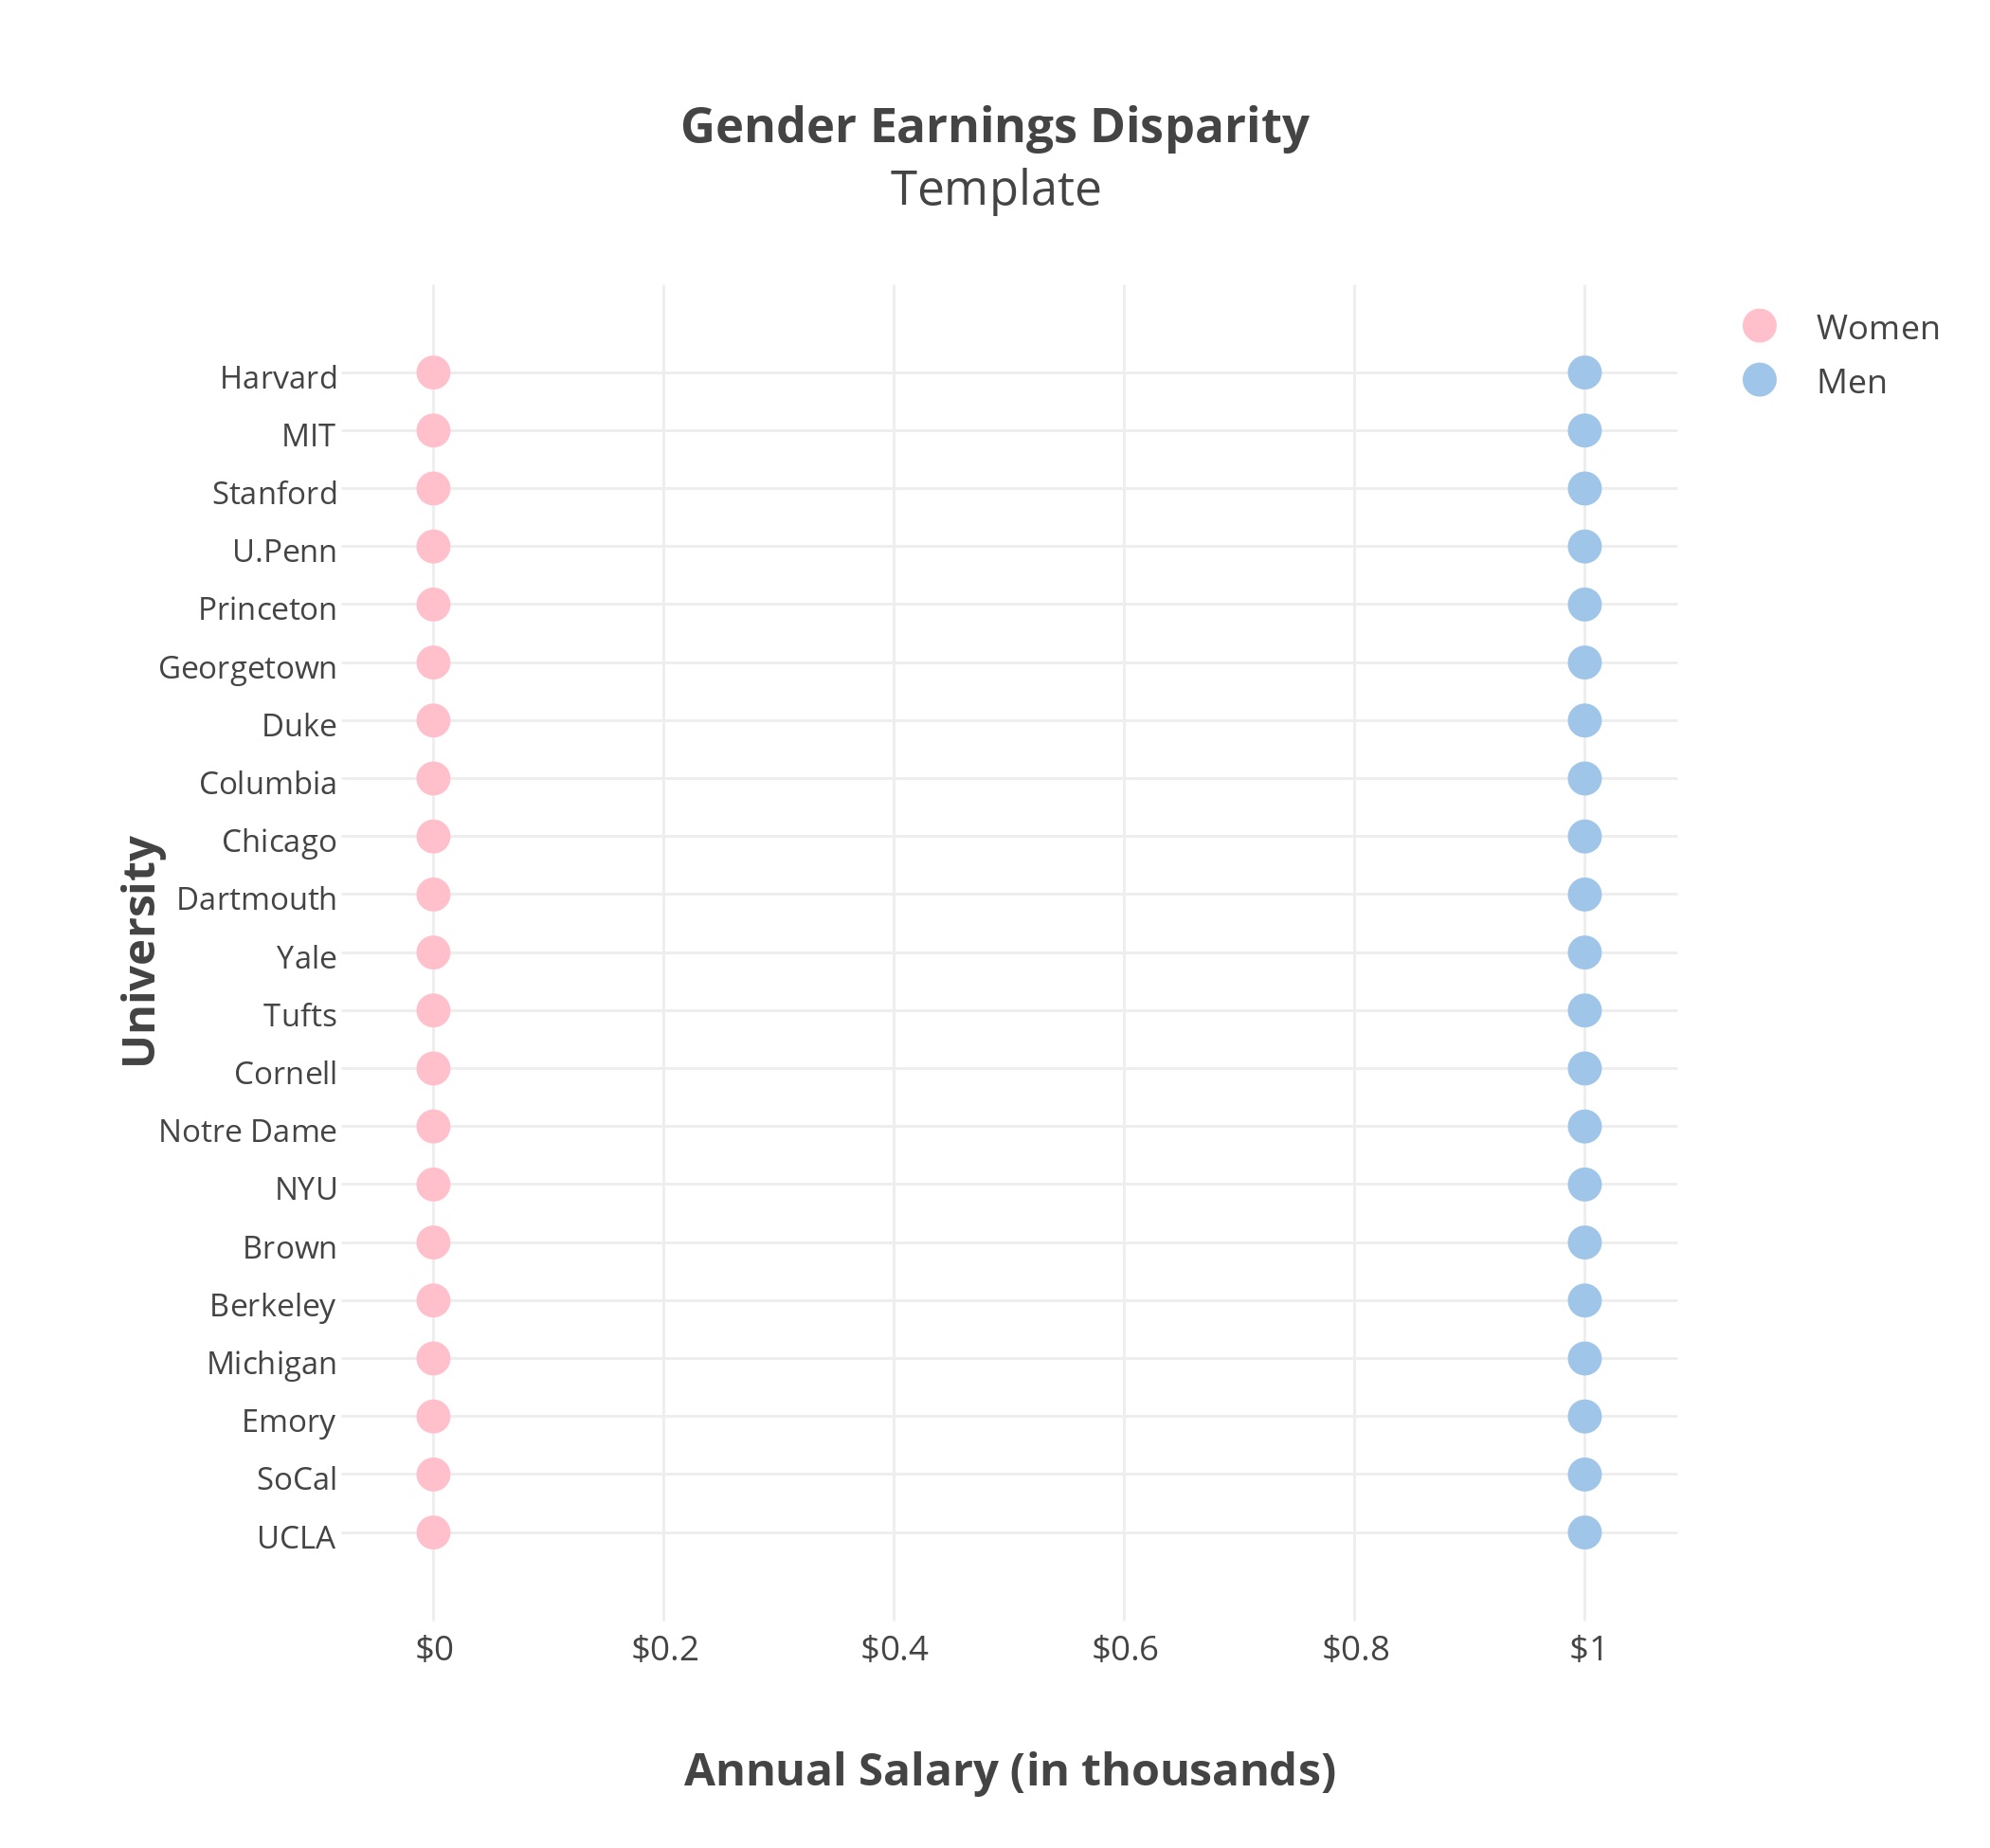 Gender Earnings Disparity
Template
Women
Men
Harvard
MIT
Stanford
U.Penn
Princeton
Georgetown
Duke
Columbia
Chicago
Dartmouth
Yale
Tufts
Cornell
Notre Dame
NYU
Brown
Berkeley
Michigan
Emory
SoCal
UCLA
University
$0 $0.2 $0.4 $0.6 $0.8 $1
Annual Salary (in thousands)